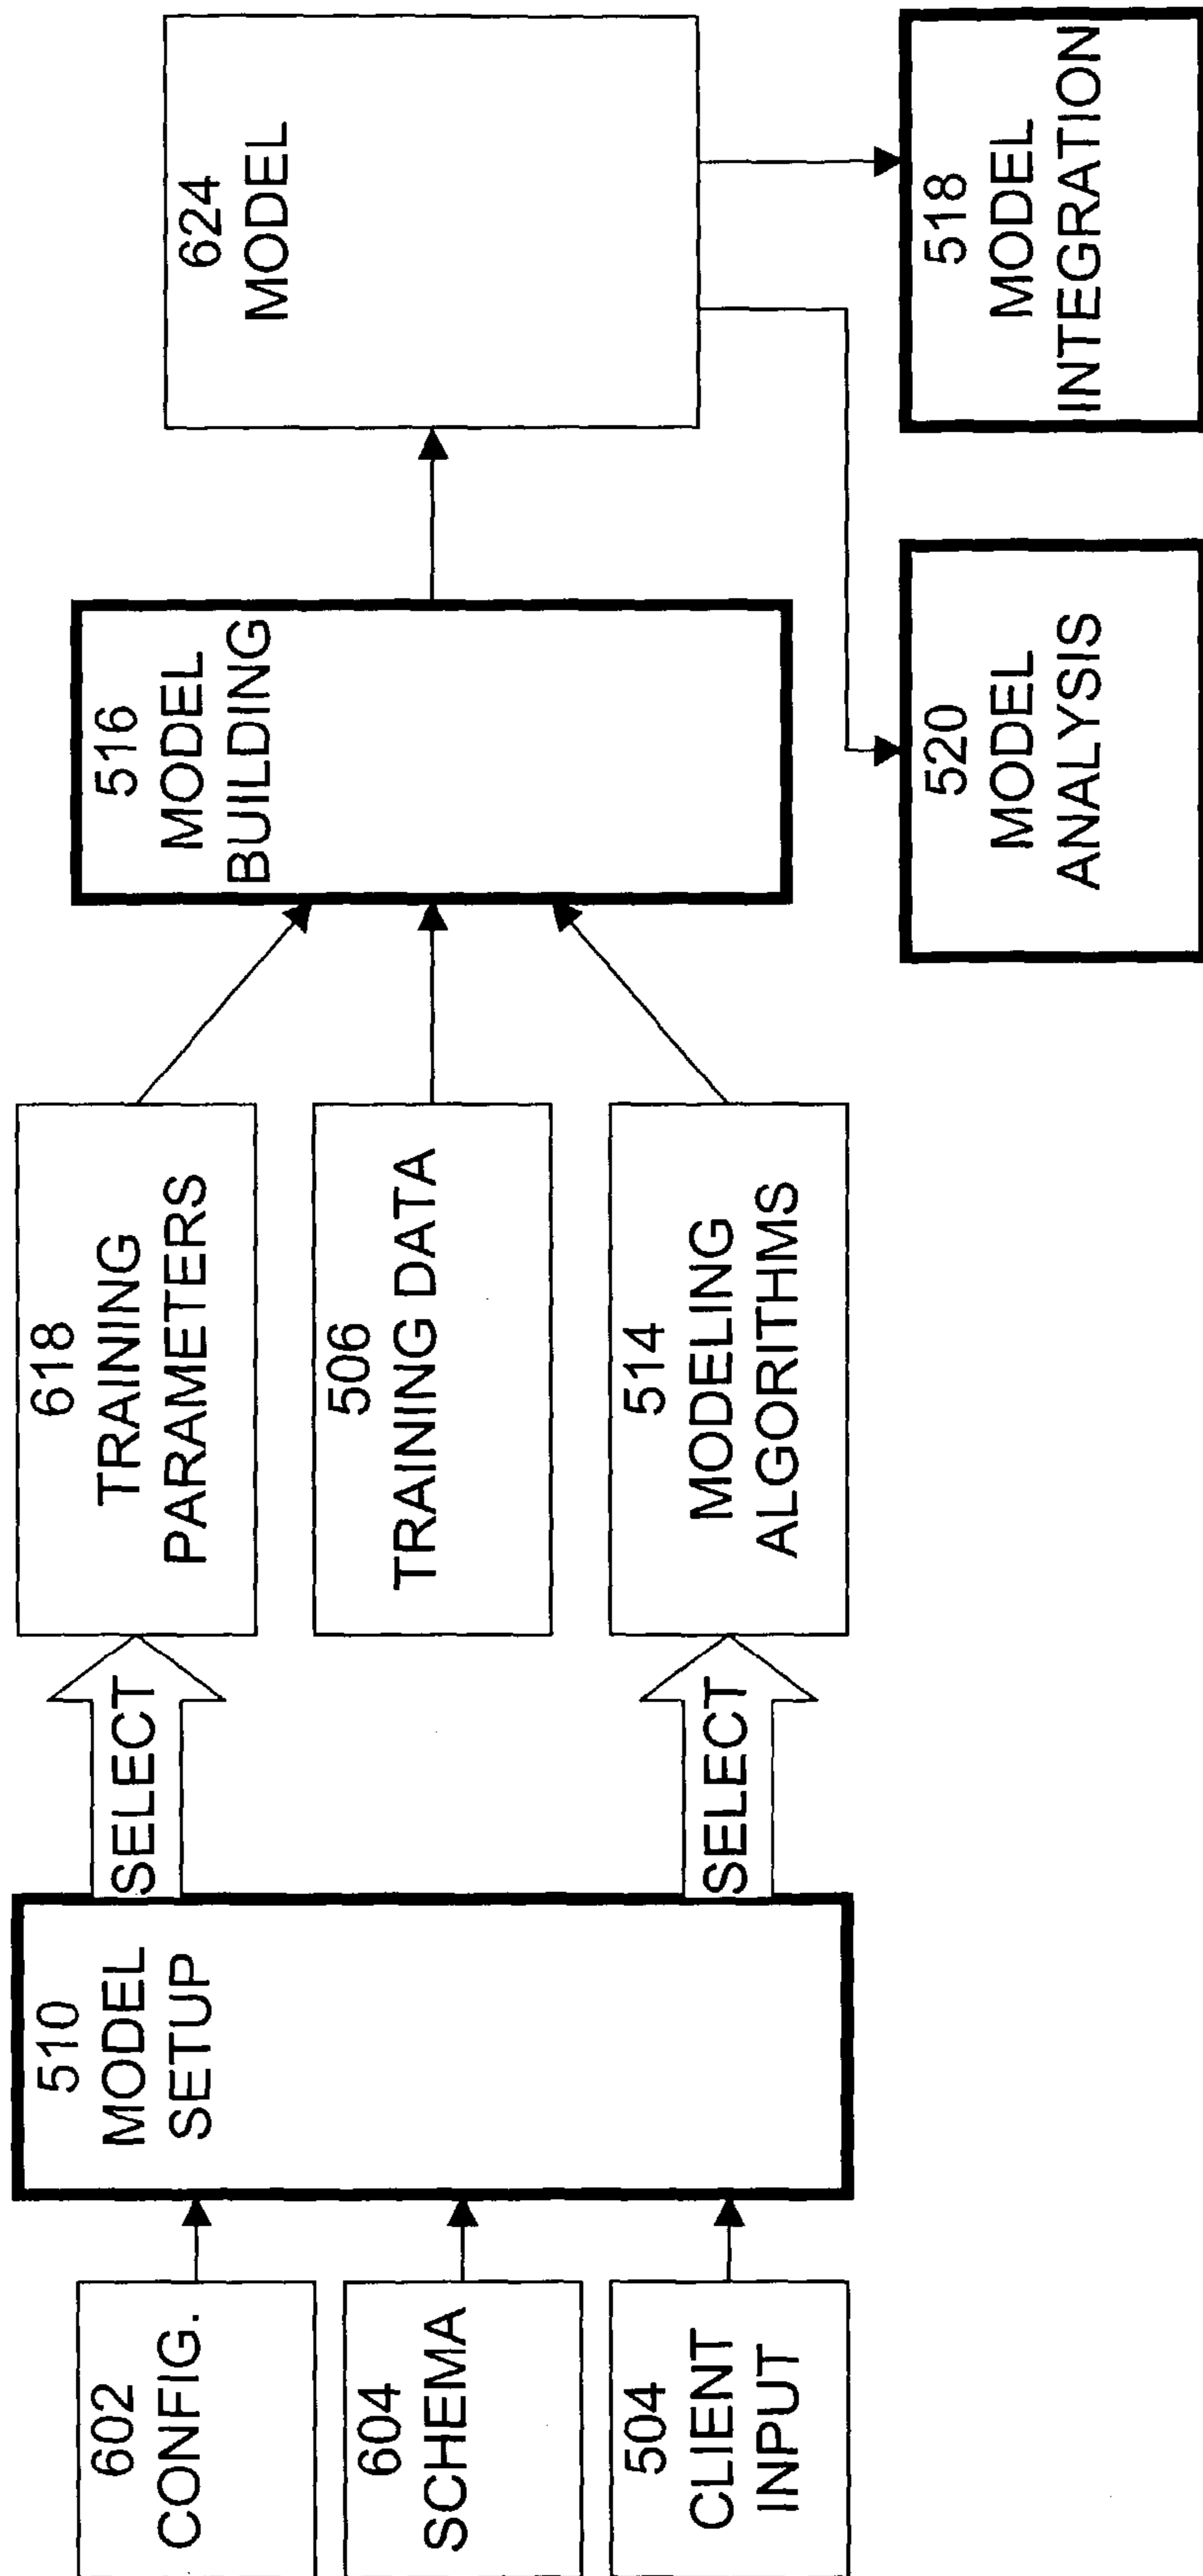 602
CONFIG.
604
SCHEMA
504
CLIENT
INPUT
510
MODEL
SETUP
SELECT
SELECT
618
TRAINING
PARAMETERS
506
TRAINING DATA
514
MODELING
ALGORITHMS
516
MODEL
BUILDING
624
MODEL
520
MODEL
ANALYSIS
518
MODEL
INTEGRATION